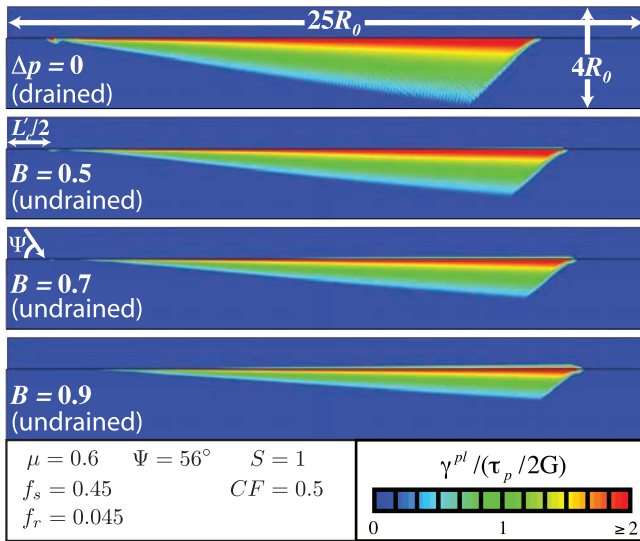 25R₀
4R₀
Δp = 0
(drained)
L'c/2
B = 0.5
(undrained)
Ψ
B = 0.7
(undrained)
B = 0.9
(undrained)
μ = 0.6 Ψ = 56° S = 1
fs = 0.45 CF = 0.5
fr = 0.045
γ^pl/(τp/2G)
0 1 ≥2